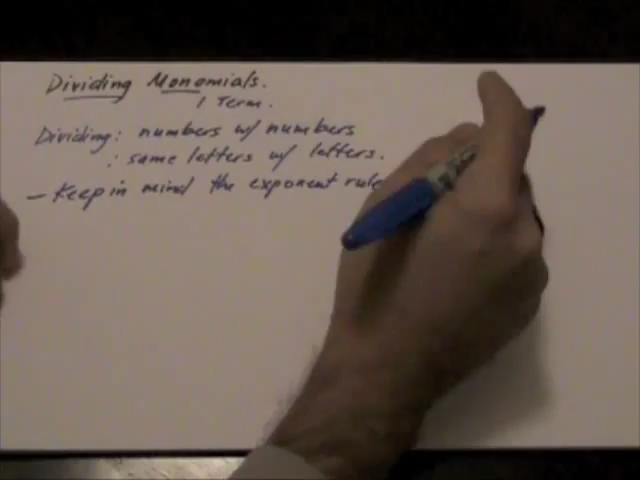 Dividing Monomials.
1 Term.
Dividing: numbers w/ numbers
: same letters w/ letters.
- Keep in mind the exponent rule